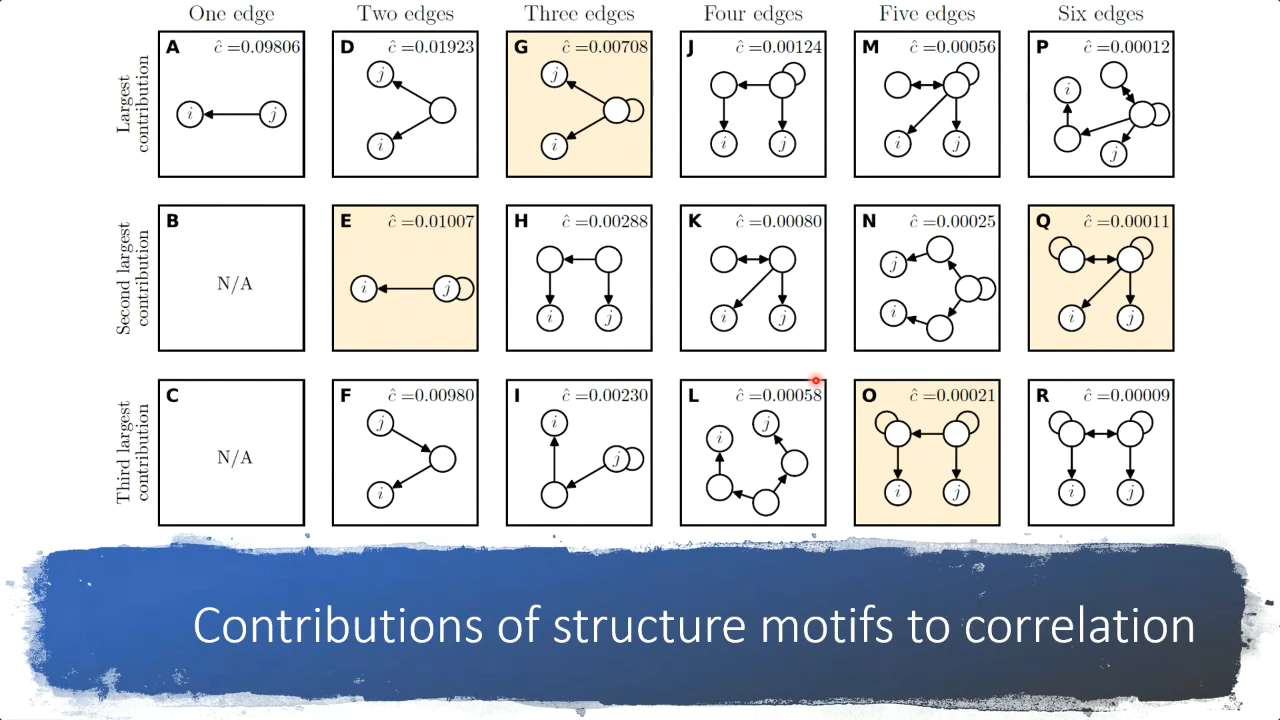 One edge Two edges Three edges Four edges Five edges Six edges
Largest
contribution
A ĉ =0.09806
i j
D ĉ =0.01923
j
i
G ĉ =0.00708
j
i
J ĉ =0.00124
i j
M ĉ =0.00056
i j
P ĉ =0.00012
i
j
Second largest
contribution
B
N/A
E ĉ =0.01007
i j
H ĉ =0.00288
i j
K ĉ =0.00080
i j
N ĉ =0.00025
j
i
Q ĉ =0.00011
i j
Third largest
contribution
C
N/A
F ĉ =0.00980
j
i
I ĉ =0.00230
i
j
L ĉ =0.00058
j
i
O ĉ =0.00021
i j
R ĉ =0.00009
i j
Contributions of structure motifs to correlation